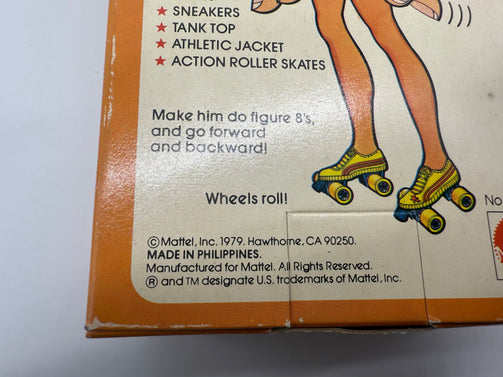 ★ SNEAKERS
★ TANK TOP
★ ATHLETIC JACKET
★ ACTION ROLLER SKATES
Make him do figure 8's,
and go forward
and backward!
Wheels roll!
No
© Mattel, Inc. 1979. Hawthorne, CA 90250.
MADE IN PHILIPPINES.
Manufactured for Mattel. All Rights Reserved.
® and TM designate U.S. trademarks of Mattel, Inc.